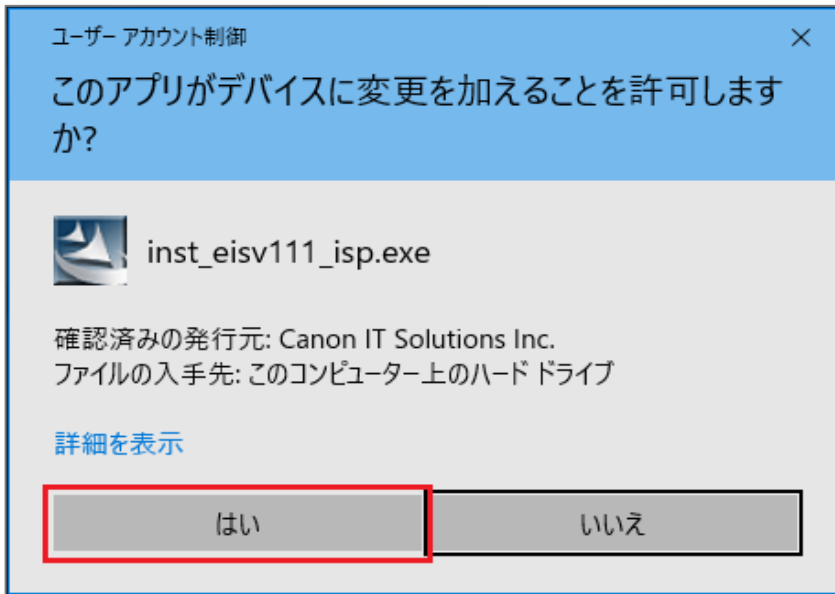 ユーザー アカウント制御
このアプリがデバイスに変更を加えることを許可します
か?
inst_eisv111_isp.exe
確認済みの発行元: Canon IT Solutions Inc.
ファイルの入手先: このコンピューター上のハード ドライブ
詳細を表示
はい
いいえ